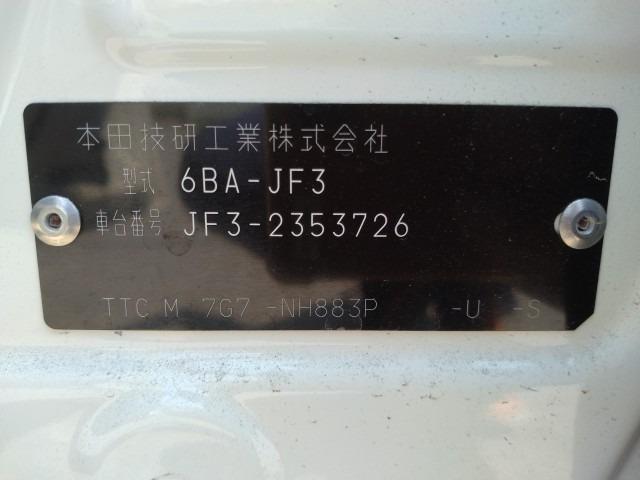 本田技研工業株式会社
型式 6BA-JF3
車台番号 JF3-2353726
TTC M 7G7 -NH883P -U -S